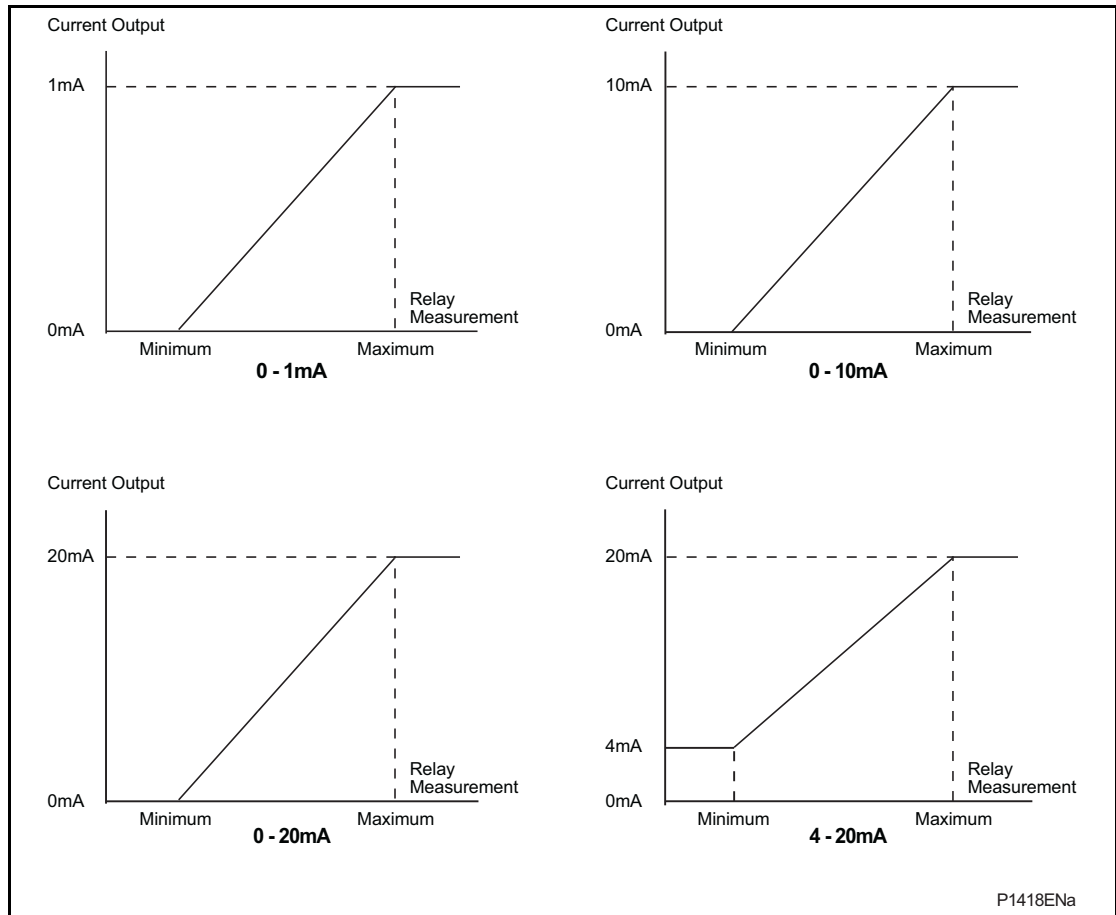 Current Output
1mA
0mA
Relay
Measurement
Minimum
Maximum
0 - 1mA
Current Output
10mA
0mA
Relay
Measurement
Minimum
Maximum
0 - 10mA
Current Output
20mA
0mA
Relay
Measurement
Minimum
Maximum
0 - 20mA
Current Output
20mA
4mA
0mA
Relay
Measurement
Minimum
Maximum
4 - 20mA
P1418ENa